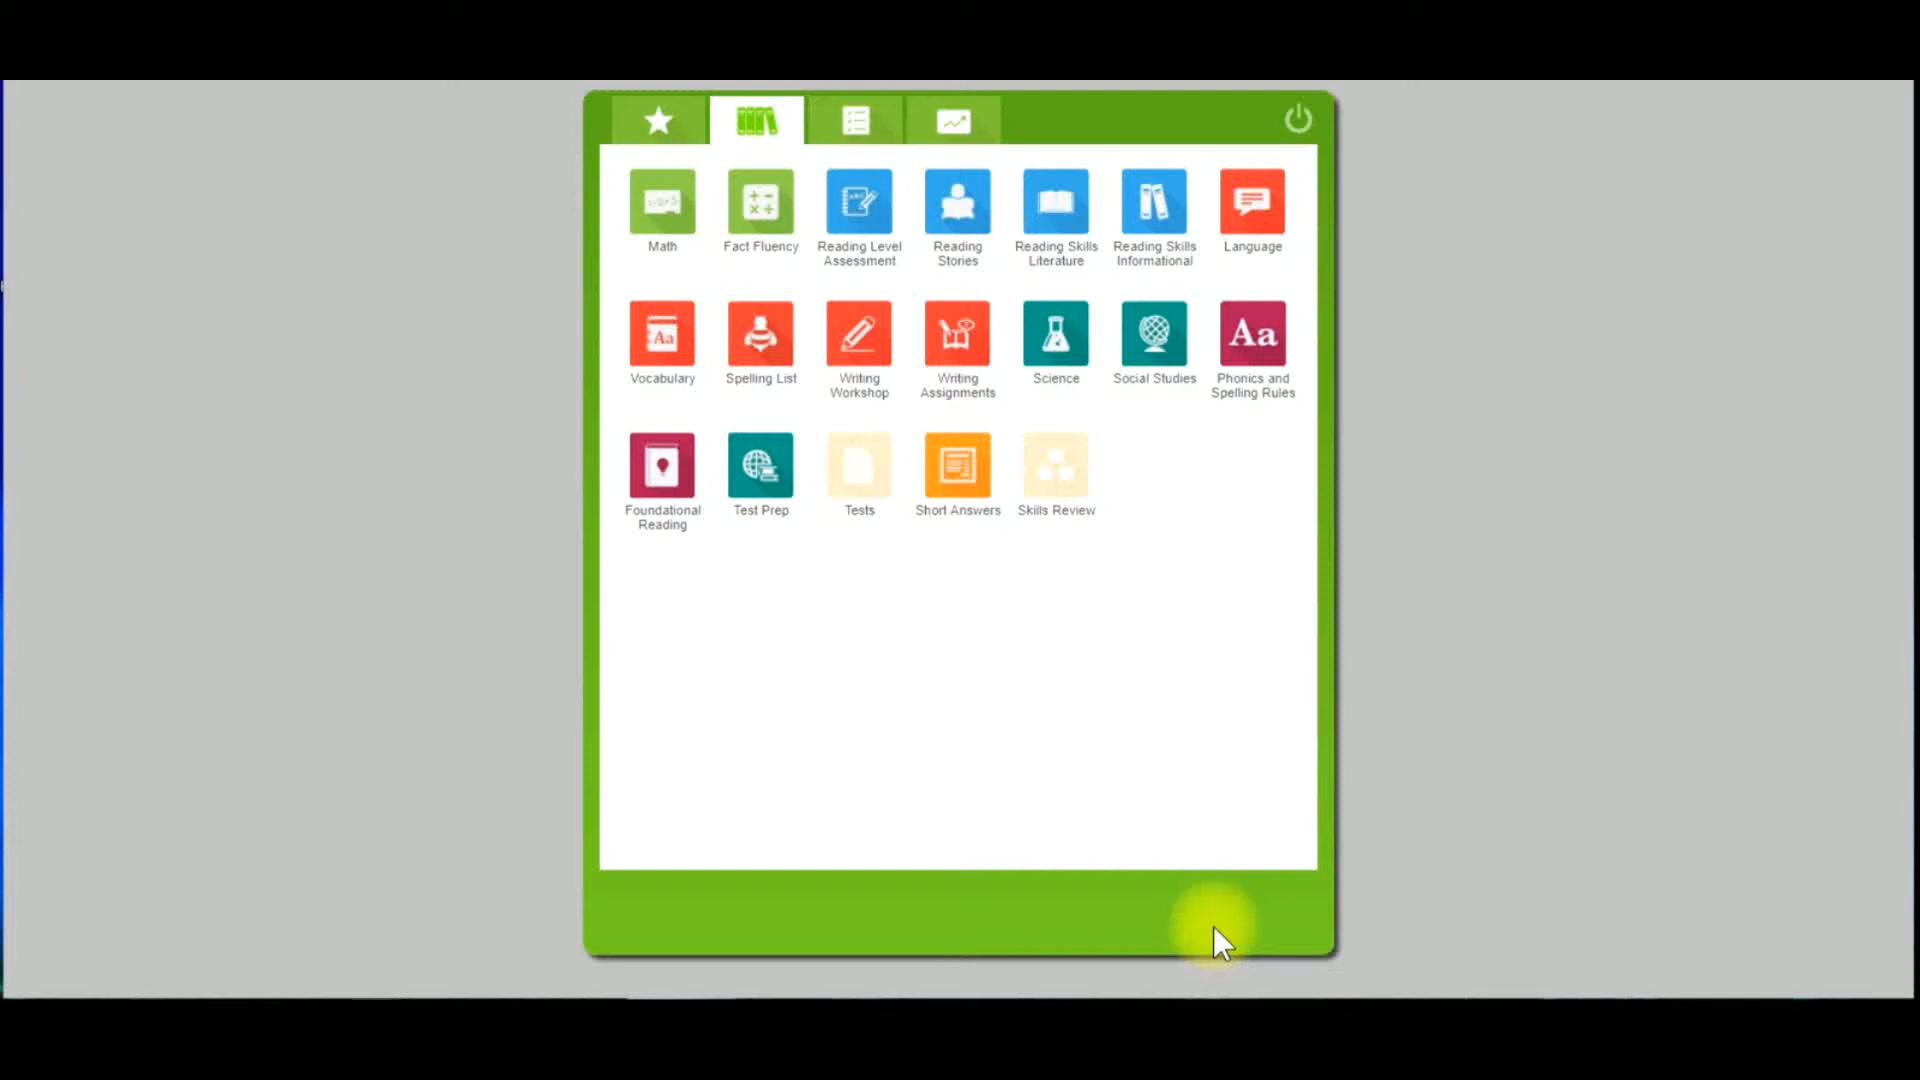 Math
Fact Fluency
Reading Level
Assessment
Reading
Stories
Reading Skills
Literature
Reading Skills
Informational
Language
Aa
Vocabulary
Spelling List
Writing
Workshop
Writing
Assignments
Science
Social Studies
Aa
Phonics and
Spelling Rules
Foundational
Reading
Test Prep
Tests
Short Answers
Skills Review